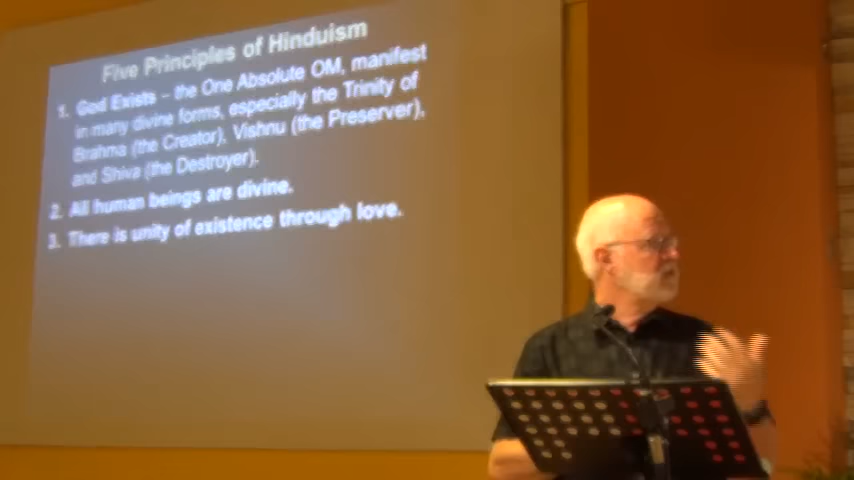 Five Principles of Hinduism
1. God Exists – the One Absolute OM, manifest
in many divine forms, especially the Trinity of
Brahma (the Creator), Vishnu (the Preserver),
and Shiva (the Destroyer).
2. All human beings are divine.
3. There is unity of existence through love.